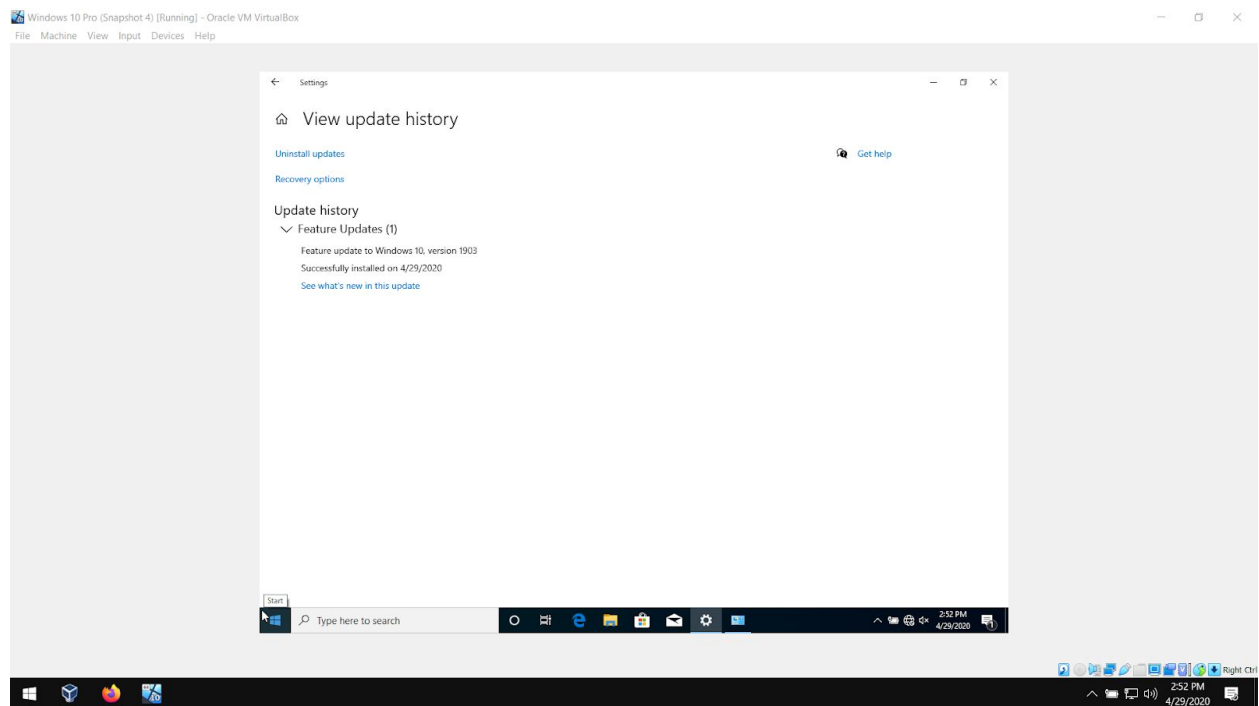 Windows 10 Pro (Snapshot 4) [Running] - Oracle VM VirtualBox
File Machine View Input Devices Help
Settings
View update history
Uninstall updates
Get help
Recovery options
Update history
Feature Updates (1)
Feature update to Windows 10, version 1903
Successfully installed on 4/29/2020
See what's new in this update
Start
Type here to search
2:52 PM
4/29/2020
Right Ctrl
2:52 PM
4/29/2020